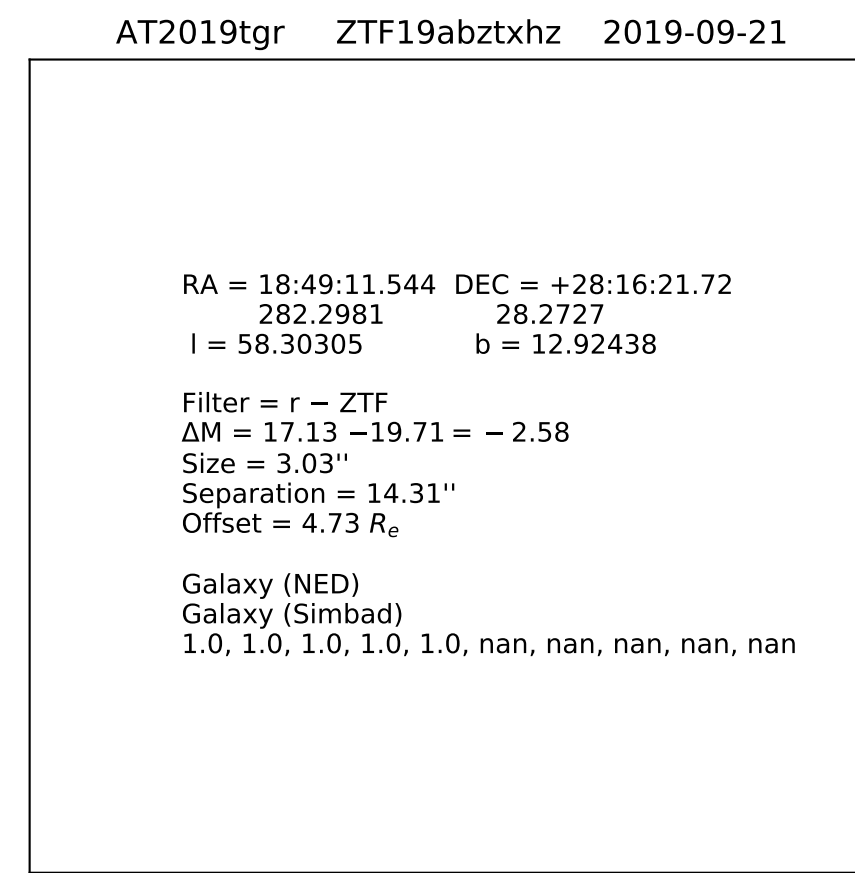 AT2019tgr ZTF19abztxhz 2019-09-21
RA = 18:49:11.544 DEC = +28:16:21.72
282.2981 28.2727
l = 58.30305 b = 12.92438
Filter = r − ZTF
ΔM = 17.13 −19.71 = − 2.58
Size = 3.03''
Separation = 14.31''
Offset = 4.73 Rₑ
Galaxy (NED)
Galaxy (Simbad)
1.0, 1.0, 1.0, 1.0, 1.0, nan, nan, nan, nan, nan